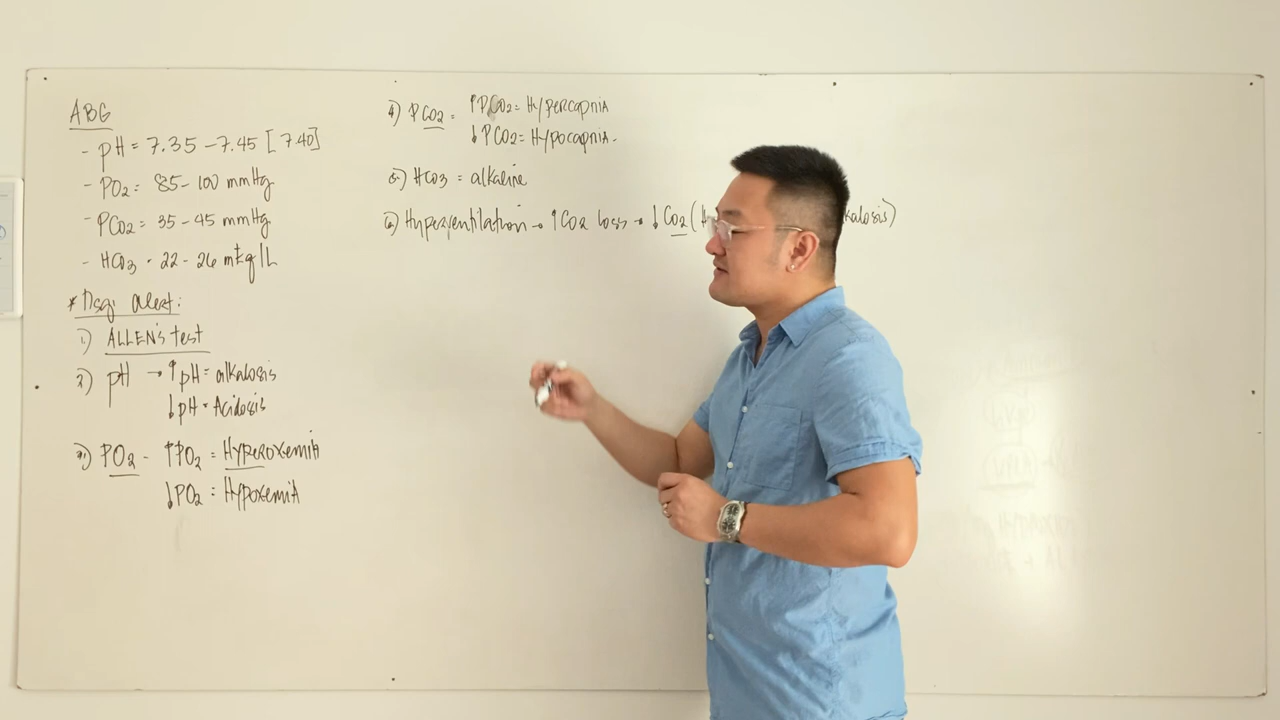 ABG
- pH = 7.35 - 7.45 [7.40]
- PO2 = 85 - 100 mmHg
- PCO2 = 35 - 45 mmHg
- HCO3 - 22 - 26 mEq/L
* Dsg: Alert:
1) ALLEN's test
2) pH → ↑pH = alkalosis
↓pH = Acidosis
3) PO2 - ↑PO2 = Hyperoxemia
↓PO2 = Hypoxemia
4) PCO2 = ↑PCO2 = Hypercapnia
↓PCO2 = Hypocapnia
5) HCO3 = alkaline
6) Hyperventilation → ↑CO2 loss → ↓CO2 (H kalosis)